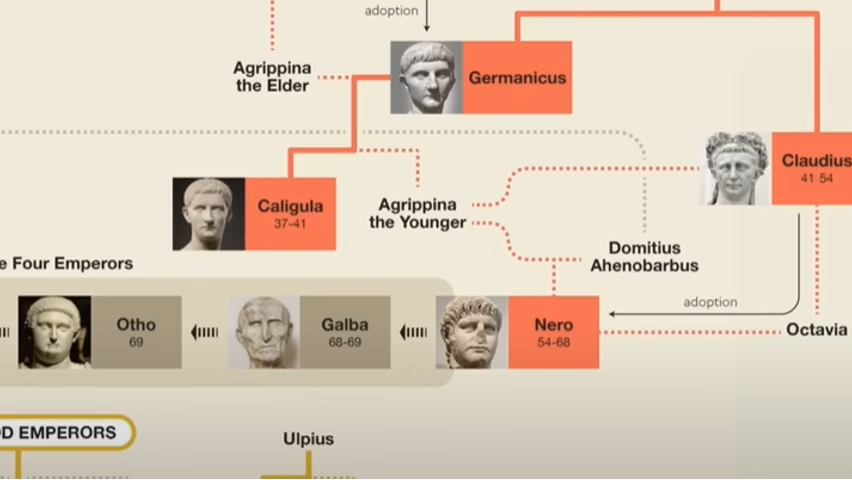 adoption
Agrippina
the Elder
Germanicus
Claudius
41-54
Caligula
37-41
Agrippina
the Younger
Domitius
Ahenobarbus
e Four Emperors
adoption
Otho
69
Galba
68-69
Nero
54-68
Octavia
OD EMPERORS
Ulpius